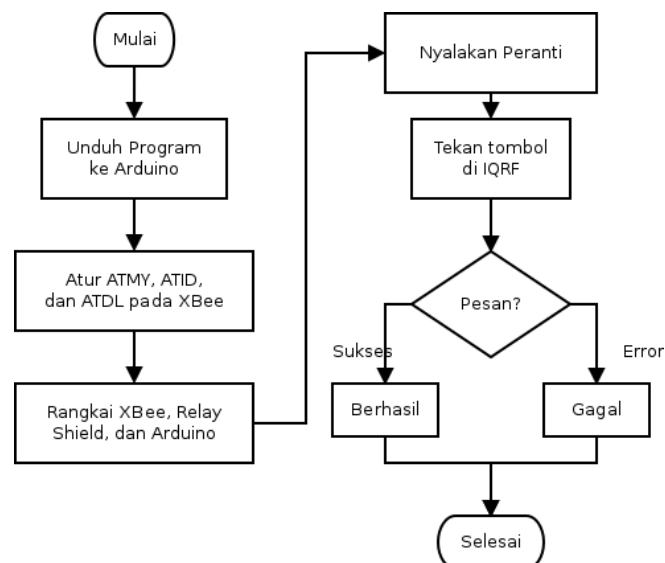 Mulai
Unduh Program
ke Arduino
Atur ATMY, ATID,
dan ATDL pada XBee
Rangkai XBee, Relay
Shield, dan Arduino
Nyalakan Peranti
Tekan tombol
di IQRF
Pesan?
Sukses
Error
Berhasil
Gagal
Selesai